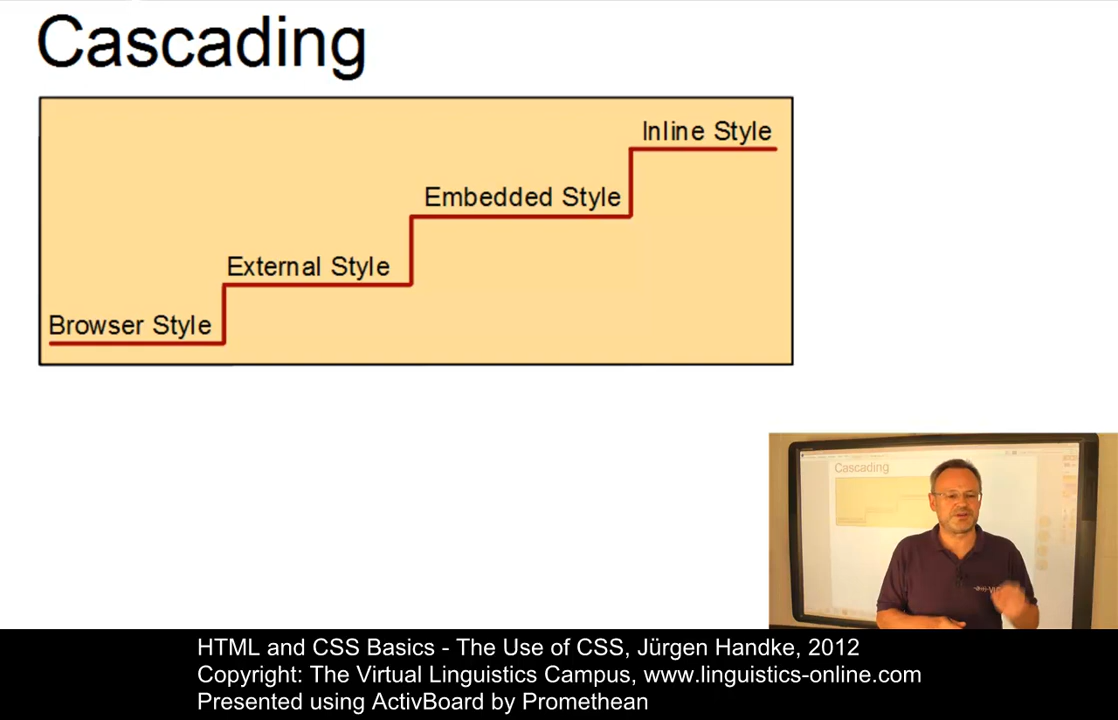 Cascading
Inline Style
Embedded Style
External Style
Browser Style
Cascading
HTML and CSS Basics - The Use of CSS, Jürgen Handke, 2012
Copyright: The Virtual Linguistics Campus, www.linguistics-online.com
Presented using ActivBoard by Promethean